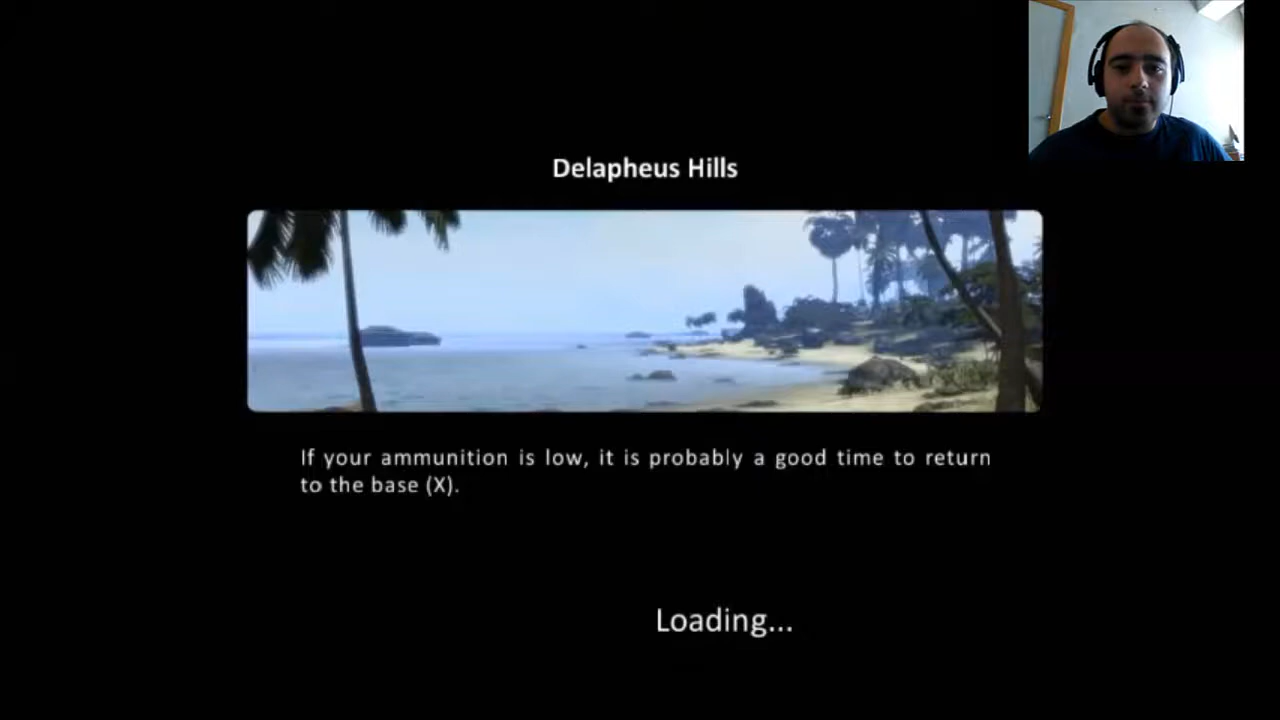 Delapheus Hills
If your ammunition is low, it is probably a good time to return
to the base (X).
Loading...